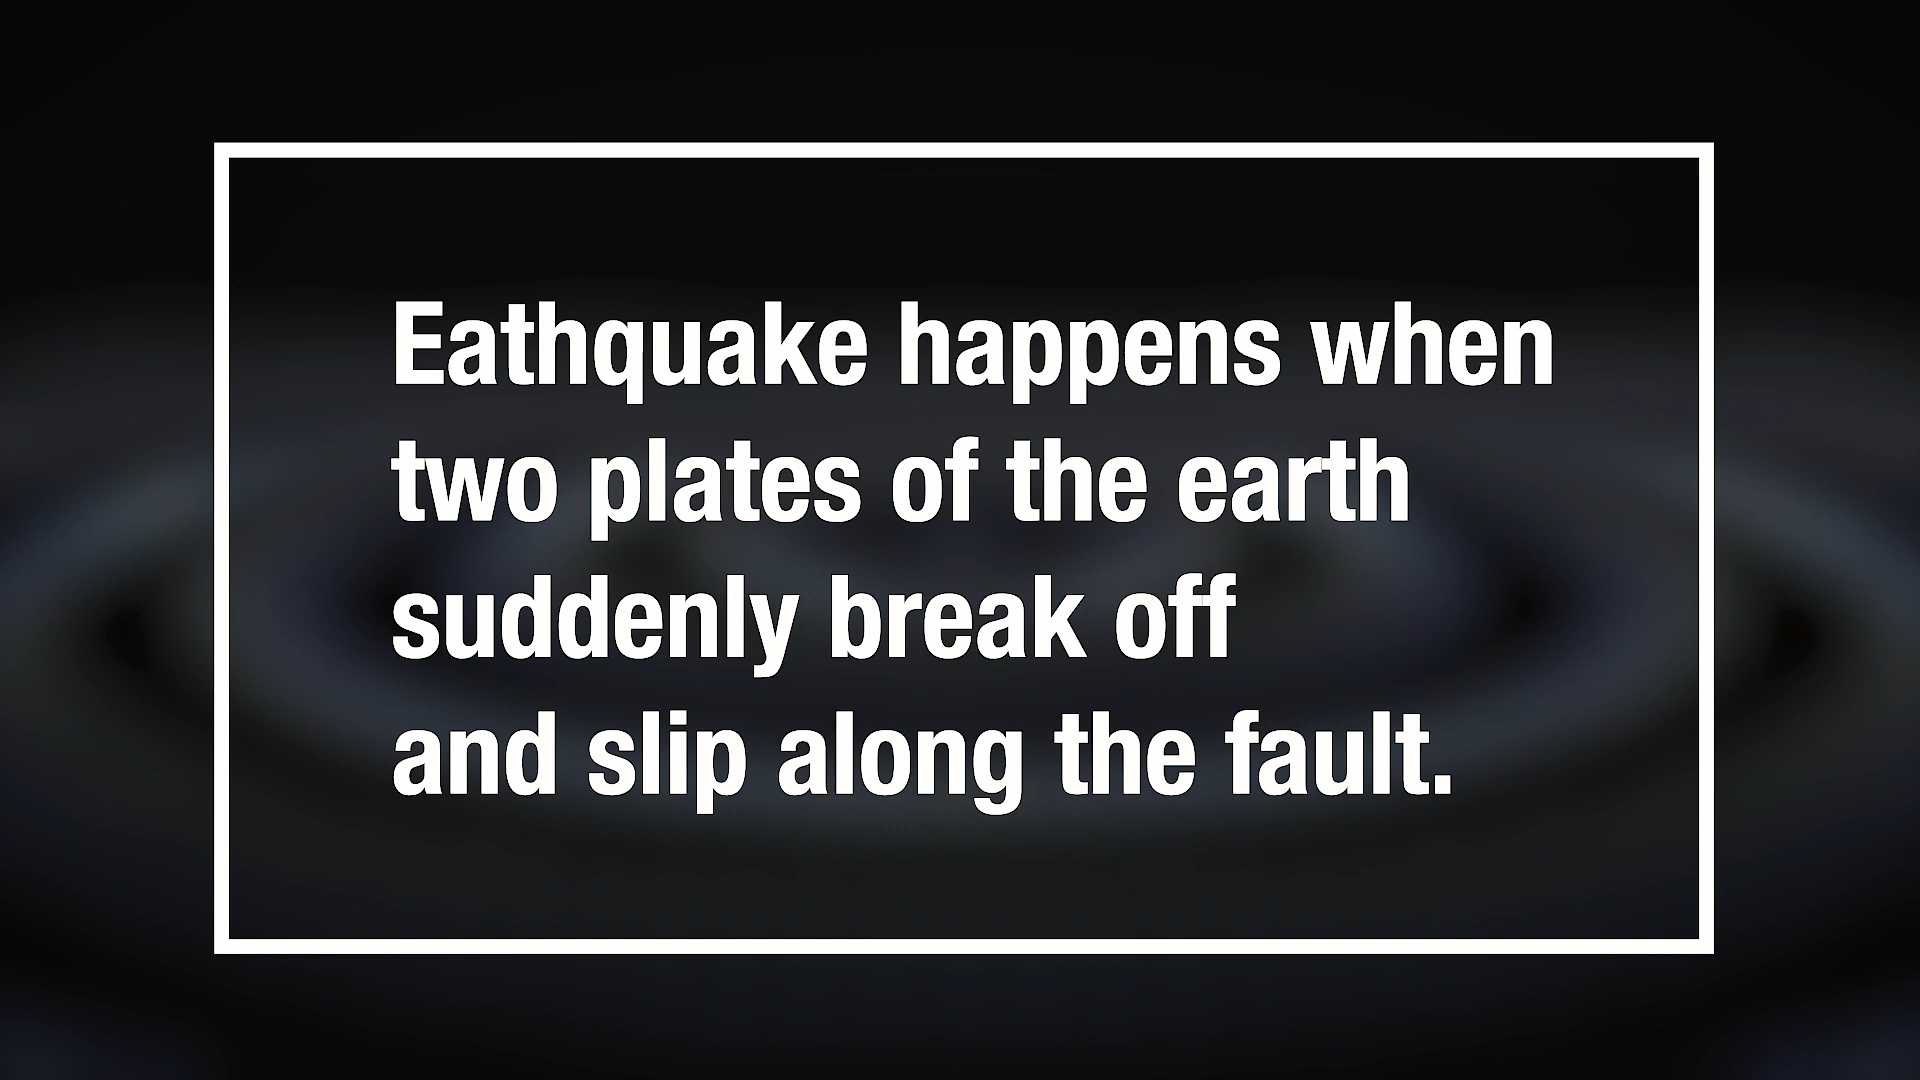 Eathquake happens when
two plates of the earth
suddenly break off
and slip along the fault.